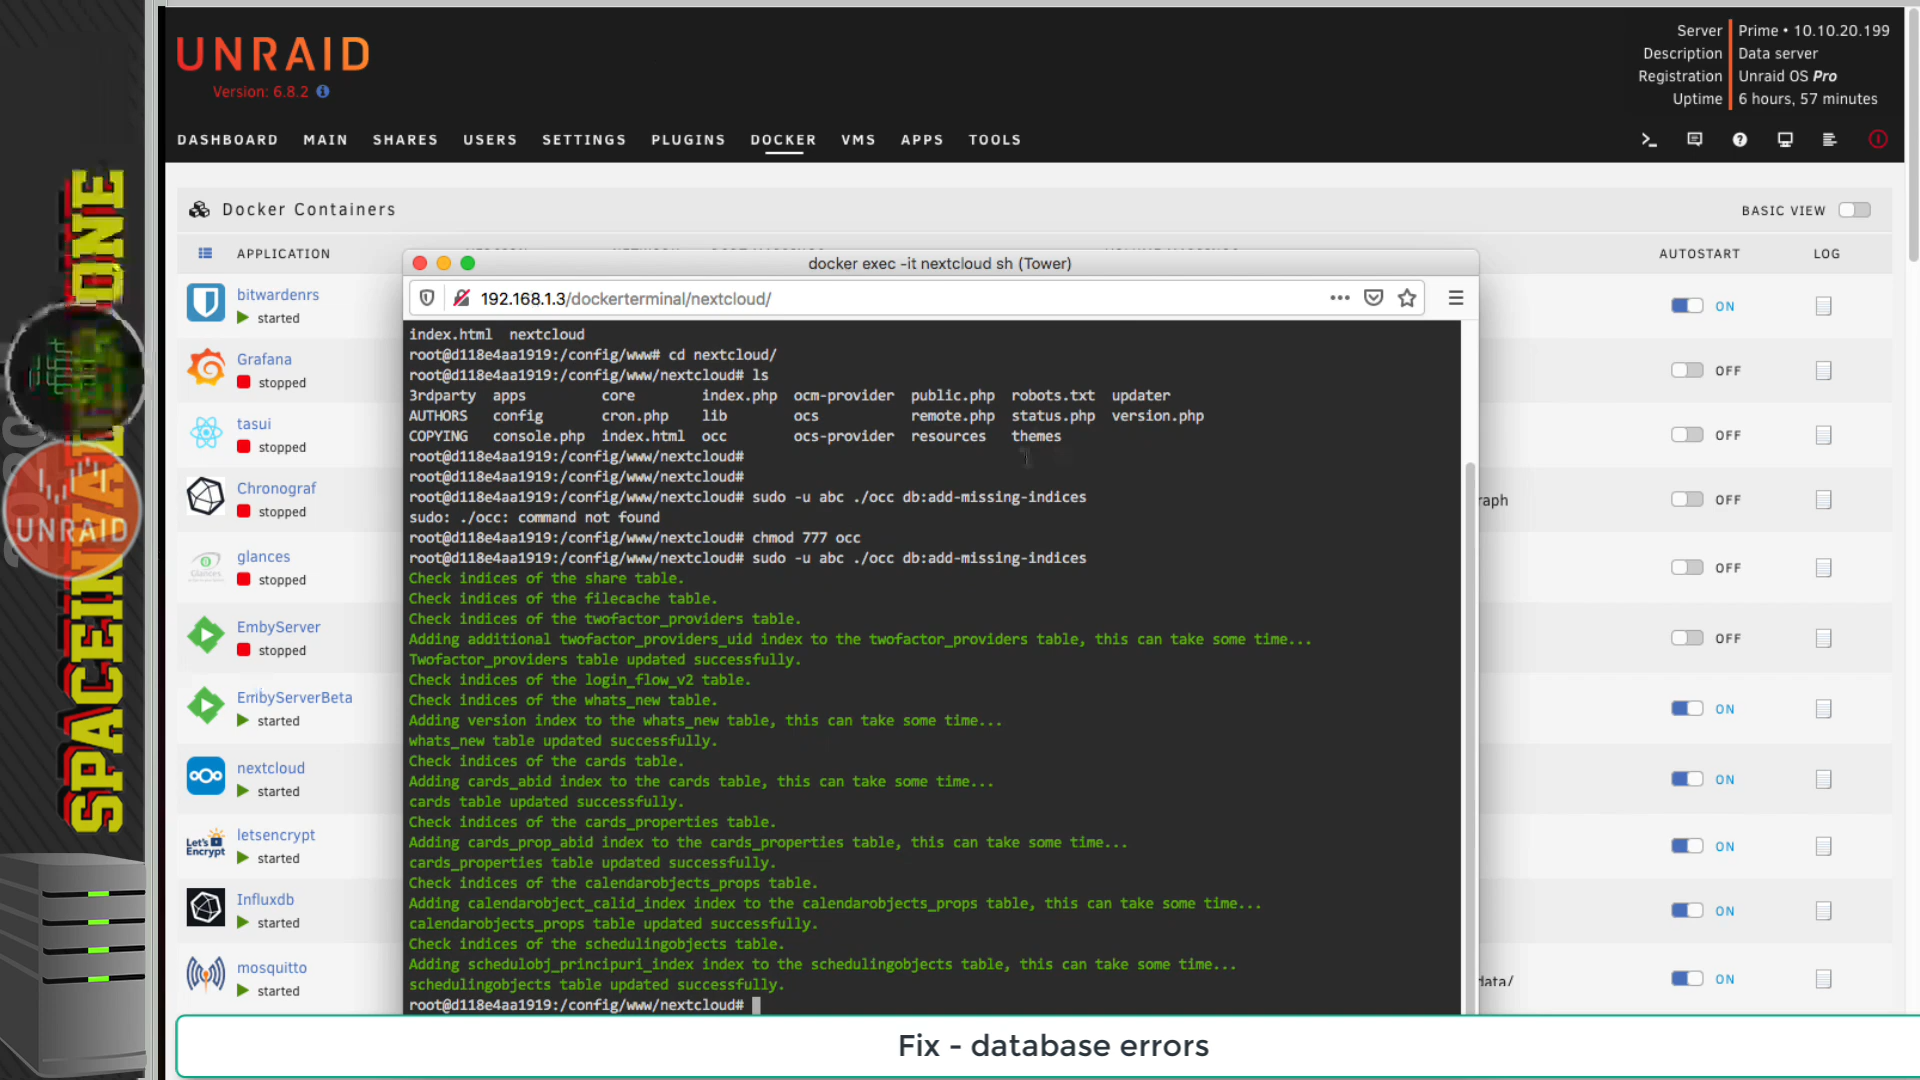 UNRAID
Version: 6.8.2
Server
Description
Registration
Uptime
Prime • 10.10.20.199
Data server
Unraid OS Pro
6 hours, 57 minutes
DASHBOARD MAIN SHARES USERS SETTINGS PLUGINS DOCKER VMS APPS TOOLS
Docker Containers
BASIC VIEW
APPLICATION
AUTOSTART
LOG
bitwardenrs
started
ON
Grafana
stopped
OFF
tasui
stopped
OFF
Chronograf
stopped
raph
OFF
glances
stopped
OFF
EmbyServer
stopped
OFF
EmbyServerBeta
started
ON
nextcloud
started
ON
Let's Encrypt
letsencrypt
started
ON
Influxdb
started
ON
mosquitto
started
data/
ON
docker exec -it nextcloud sh (Tower)
192.168.1.3/dockerterminal/nextcloud/
index.html nextcloud
root@d118e4aa1919:/config/www# cd nextcloud/
root@d118e4aa1919:/config/www/nextcloud# ls
3rdparty apps core index.php ocm-provider public.php robots.txt updater
AUTHORS config cron.php lib ocs remote.php status.php version.php
COPYING console.php index.html occ ocs-provider resources themes
root@d118e4aa1919:/config/www/nextcloud#
root@d118e4aa1919:/config/www/nextcloud#
root@d118e4aa1919:/config/www/nextcloud# sudo -u abc ./occ db:add-missing-indices
sudo: ./occ: command not found
root@d118e4aa1919:/config/www/nextcloud# chmod 777 occ
root@d118e4aa1919:/config/www/nextcloud# sudo -u abc ./occ db:add-missing-indices
Check indices of the share table.
Check indices of the filecache table.
Check indices of the twofactor_providers table.
Adding additional twofactor_providers_uid index to the twofactor_providers table, this can take some time...
Twofactor_providers table updated successfully.
Check indices of the login_flow_v2 table.
Check indices of the whats_new table.
Adding version index to the whats_new table, this can take some time...
whats_new table updated successfully.
Check indices of the cards table.
Adding cards_abid index to the cards table, this can take some time...
cards table updated successfully.
Check indices of the cards_properties table.
Adding cards_prop_abid index to the cards_properties table, this can take some time...
cards_properties table updated successfully.
Check indices of the calendarobjects_props table.
Adding calendarobject_calid_index index to the calendarobjects_props table, this can take some time...
calendarobjects_props table updated successfully.
Check indices of the schedulingobjects table.
Adding schedulobj_principuri_index index to the schedulingobjects table, this can take some time...
schedulingobjects table updated successfully.
root@d118e4aa1919:/config/www/nextcloud#
Fix - database errors
SPACEINVADER ONE
2020
UNRAID